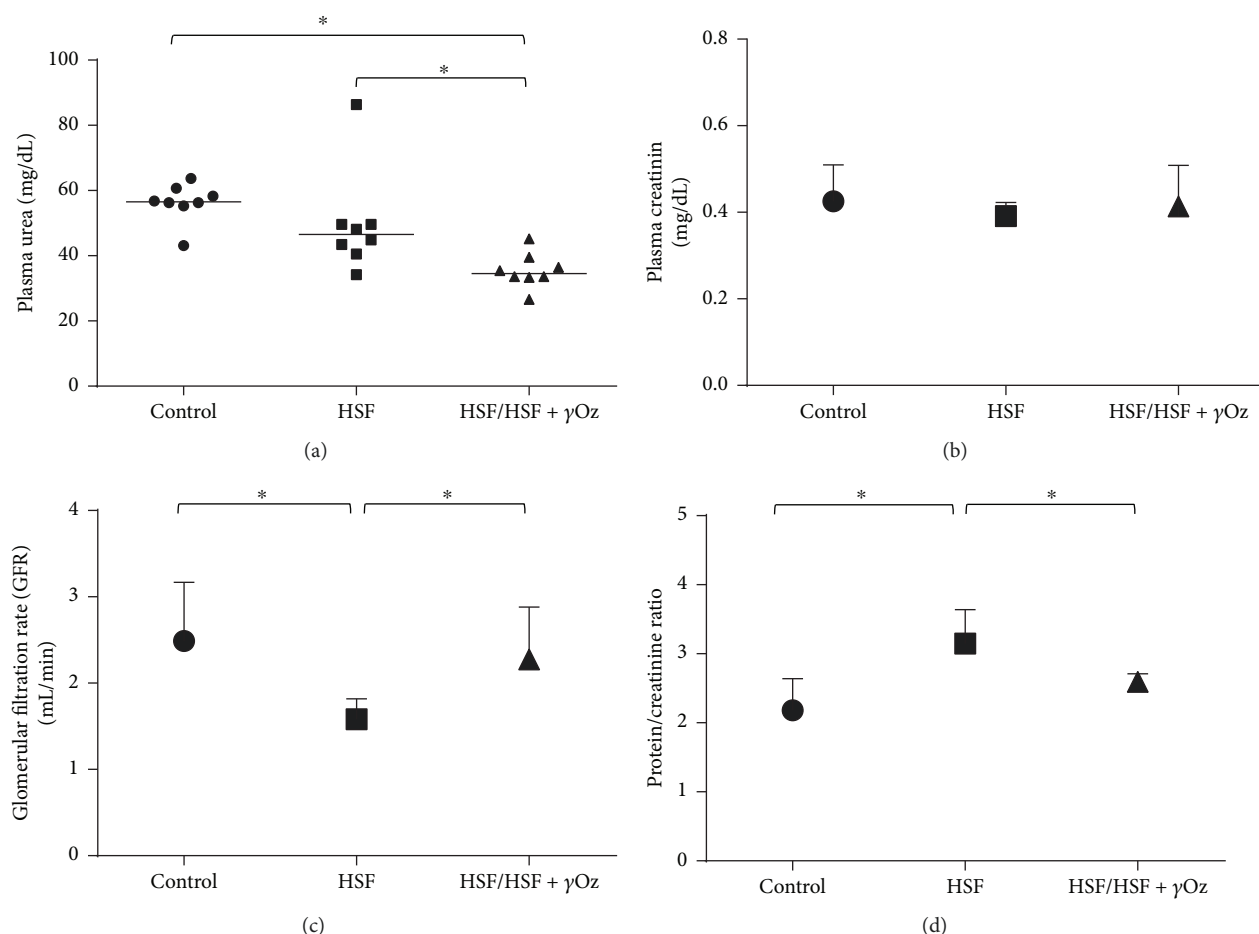 *
*
100
80
60
40
20
0
Plasma urea (mg/dL)
Control
HSF
HSF/HSF + γOz
(a)
0.8
0.6
0.4
0.2
0.0
Plasma creatinin
(mg/dL)
Control
HSF
HSF/HSF + γOz
(b)
*
*
4
3
2
1
0
Glomerular filtration rate (GFR)
(mL/min)
Control
HSF
HSF/HSF + γOz
(c)
*
*
5
4
3
2
1
0
Protein/creatinine ratio
Control
HSF
HSF/HSF + γOz
(d)